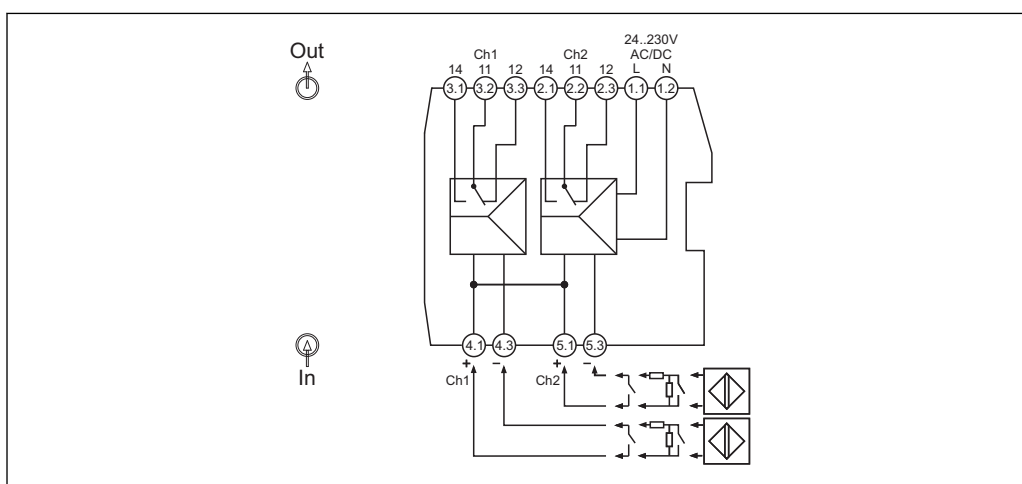 Out
24..230V
Ch1 Ch2 AC/DC
14 11 12 14 11 12 L N
3.1 3.2 3.3 2.1 2.2 2.3 1.1 1.2
4.1 4.3 5.1 5.3
+ – + –
In
Ch1 Ch2